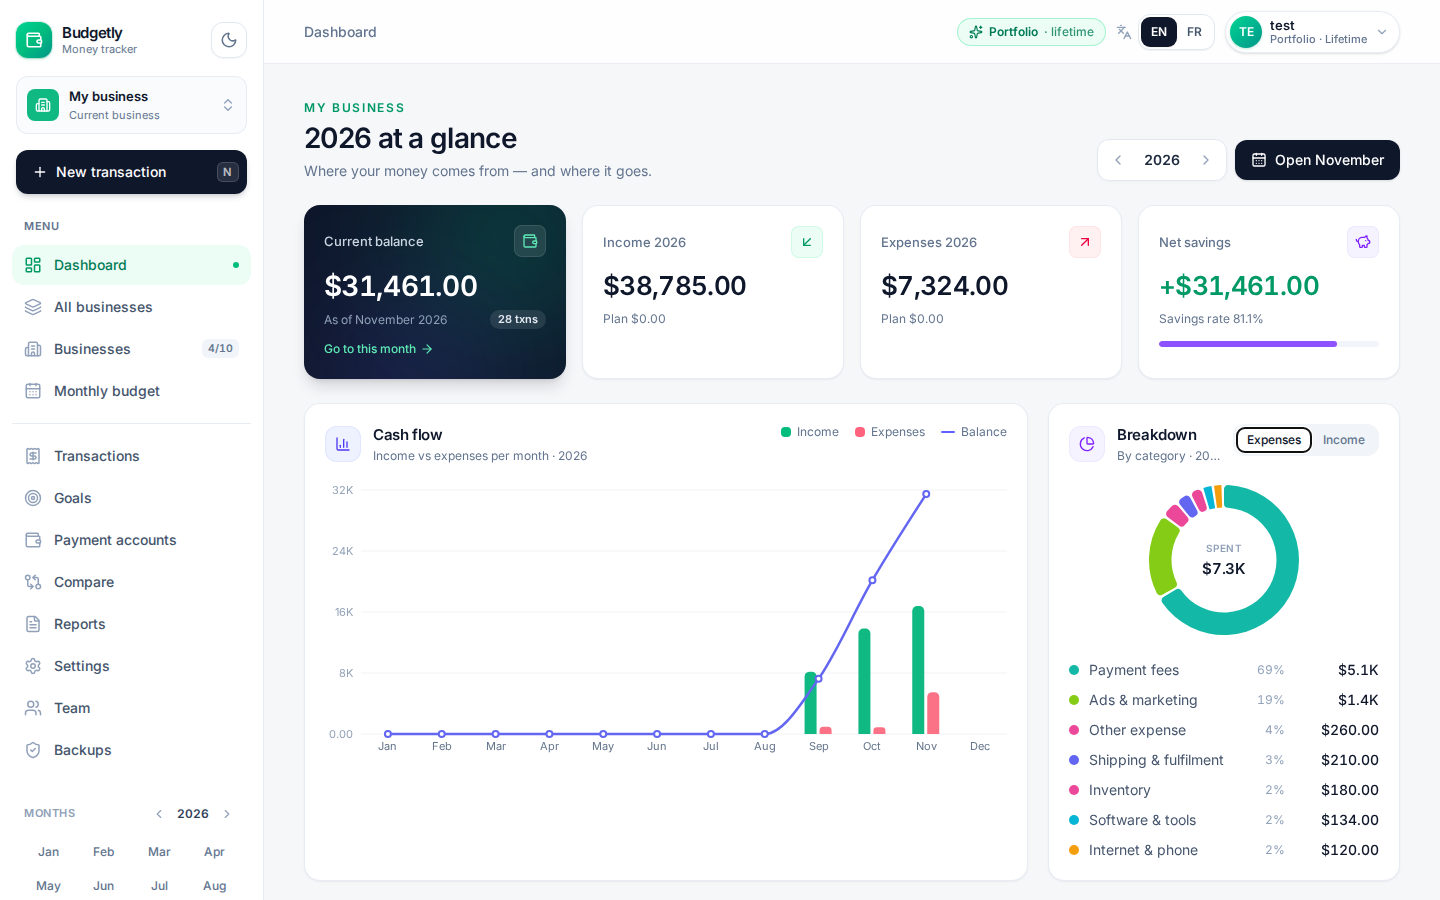 Budgetly
Money tracker
My business
Current business
New transaction N
MENU
Dashboard
All businesses
Businesses 4/10
Monthly budget
Transactions
Goals
Payment accounts
Compare
Reports
Settings
Team
Backups
MONTHS 2026
Jan Feb Mar Apr
May Jun Jul Aug
Dashboard
Portfolio · lifetime
EN FR
TE
test
Portfolio · Lifetime
MY BUSINESS
2026 at a glance
Where your money comes from — and where it goes.
2026
Open November
Current balance
$31,461.00
As of November 2026 28 txns
Go to this month →
Income 2026
$38,785.00
Plan $0.00
Expenses 2026
$7,324.00
Plan $0.00
Net savings
+$31,461.00
Savings rate 81.1%
Cash flow
Income vs expenses per month · 2026
Income Expenses Balance
32K
24K
16K
8K
0.00
Jan Feb Mar Apr May Jun Jul Aug Sep Oct Nov Dec
Breakdown
By category · 20...
Expenses Income
SPENT
$7.3K
Payment fees 69% $5.1K
Ads & marketing 19% $1.4K
Other expense 4% $260.00
Shipping & fulfilment 3% $210.00
Inventory 2% $180.00
Software & tools 2% $134.00
Internet & phone 2% $120.00